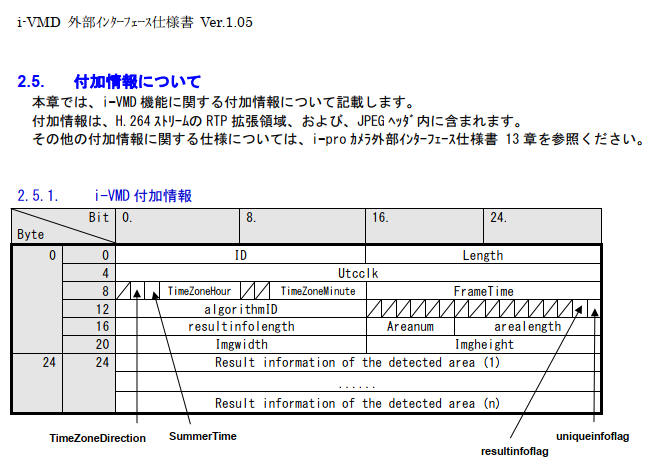 i-VMD 外部ｲﾝﾀｰﾌｪｰｽ仕様書 Ver.1.05
2.5. 付加情報について
本章では、i-VMD 機能に関する付加情報について記載します。
付加情報は、H.264 ｽﾄﾘｰﾑの RTP 拡張領域、および、JPEG ﾍｯﾀﾞ内に含まれます。
その他の付加情報に関する仕様については、i-pro ｶﾒﾗ外部ｲﾝﾀｰﾌｪｰｽ仕様書 13 章を参照ください。
2.5.1. i-VMD 付加情報
Bit 0. 8. 16. 24.
Byte
0 0 ID Length
4 Utcclk
8 TimeZoneHour TimeZoneMinute FrameTime
12 algorithmID
16 resultinfolength Areanum arealength
20 Imgwidth Imgheight
24 24 Result information of the detected area (1)
......
Result information of the detected area (n)
TimeZoneDirection SummerTime uniqueinfoflag
resultinfoflag